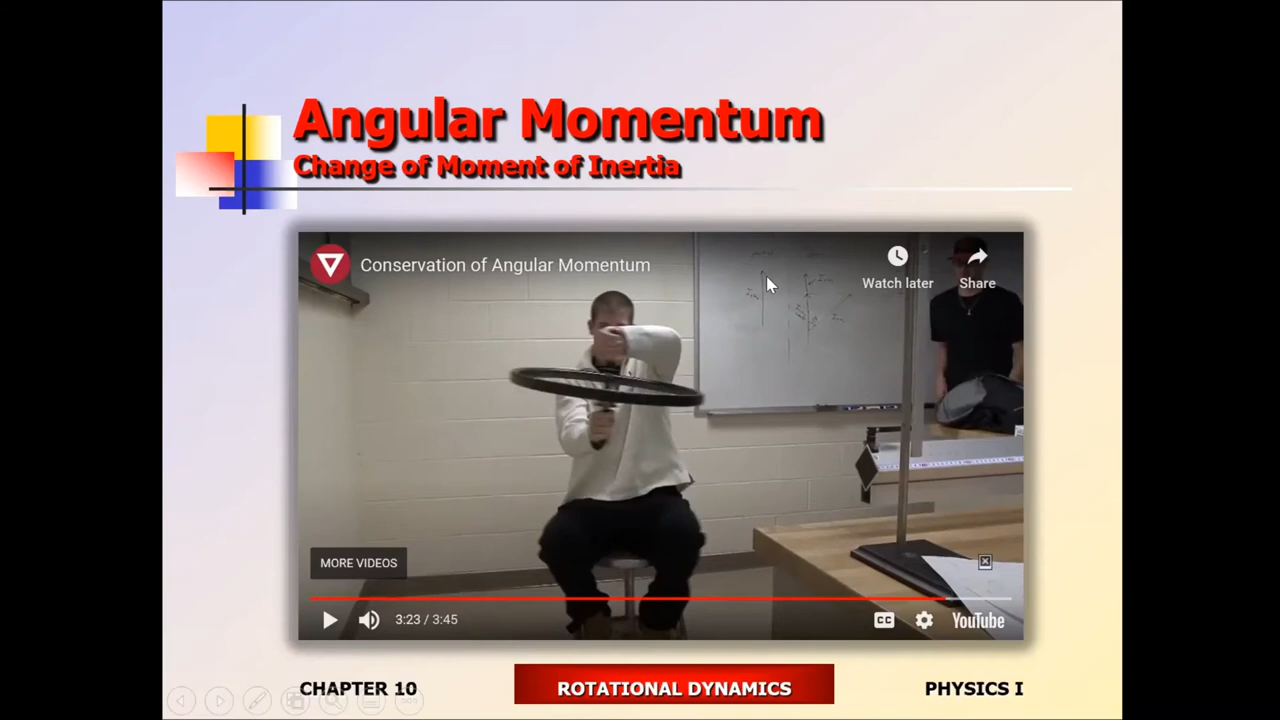 Angular Momentum
Change of Moment of Inertia
Conservation of Angular Momentum
Watch later
Share
MORE VIDEOS
3:23 / 3:45
CC
YouTube
CHAPTER 10
ROTATIONAL DYNAMICS
PHYSICS I